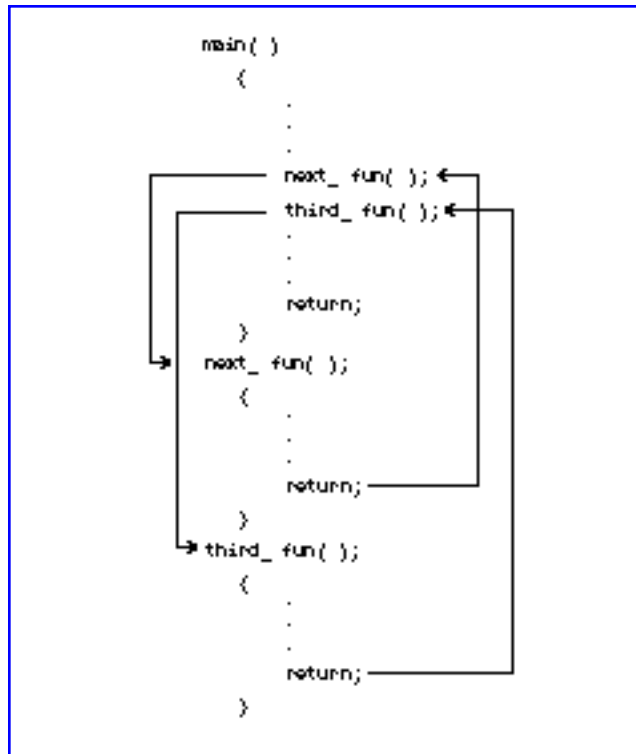 main( )
{
.
.
.
next_ fun( );
third_ fun( );
.
.
.
return;
}
next_ fun( );
{
.
.
.
return;
}
third_ fun( );
{
.
.
.
return;
}